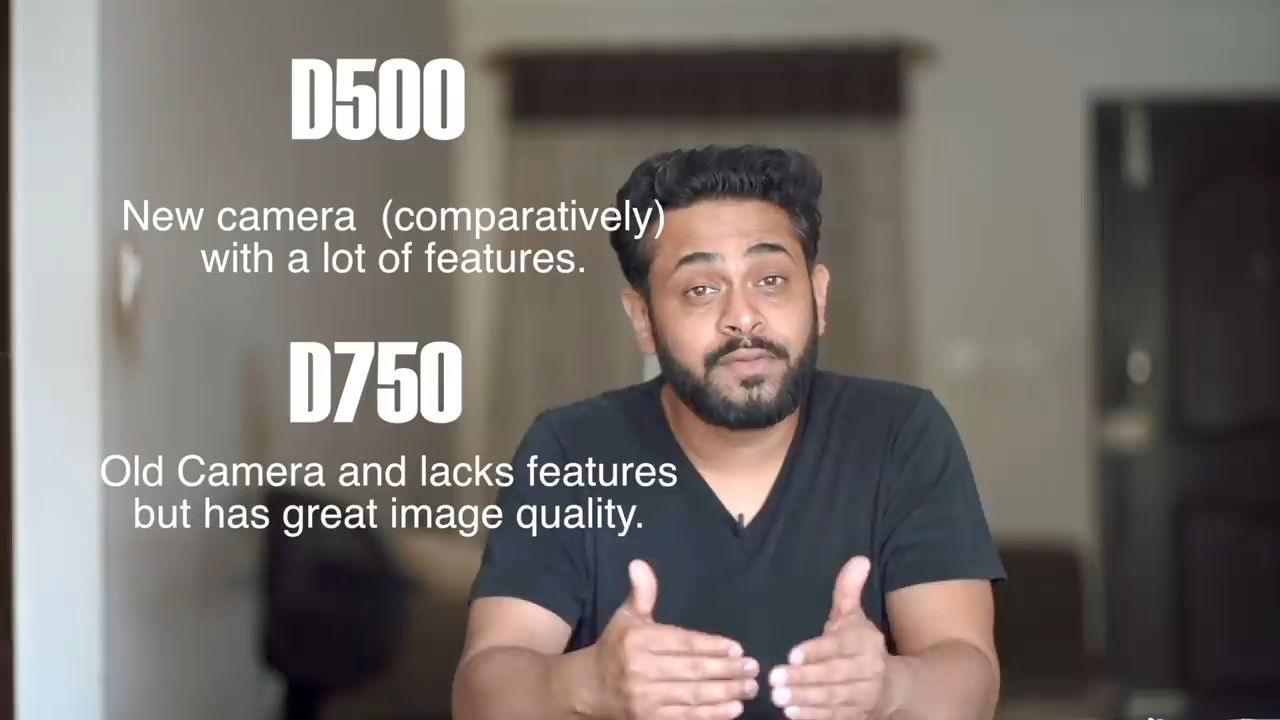 D500
New camera (comparatively)
with a lot of features.
D750
Old Camera and lacks features
but has great image quality.